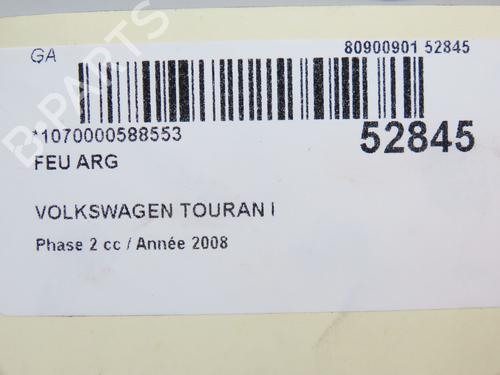 GA
80900901 52845
*1070000588553
52845
FEU ARG
VOLKSWAGEN TOURAN I
Phase 2 cc / Année 2008
B-PARTS